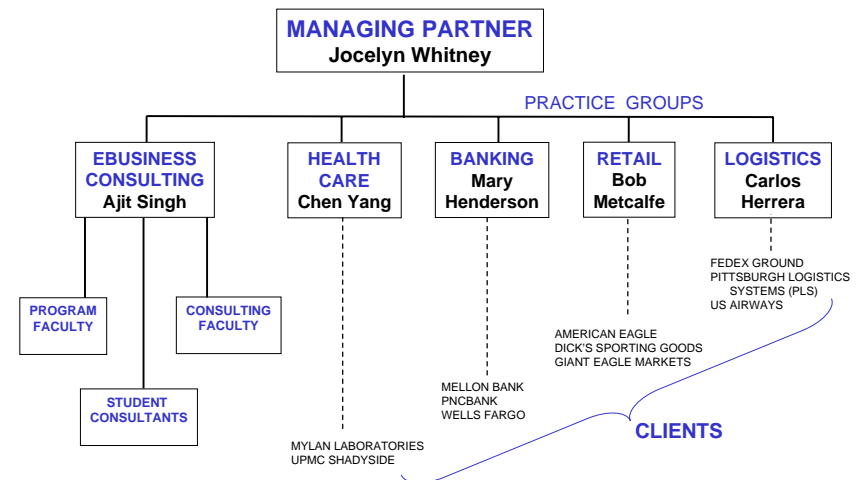 MANAGING PARTNER
Jocelyn Whitney
PRACTICE GROUPS
EBUSINESS
CONSULTING
Ajit Singh
HEALTH
CARE
Chen Yang
BANKING
Mary
Henderson
RETAIL
Bob
Metcalfe
LOGISTICS
Carlos
Herrera
PROGRAM
FACULTY
CONSULTING
FACULTY
STUDENT
CONSULTANTS
FEDEX GROUND
PITTSBURGH LOGISTICS
SYSTEMS (PLS)
US AIRWAYS
AMERICAN EAGLE
DICK'S SPORTING GOODS
GIANT EAGLE MARKETS
MELLON BANK
PNCBANK
WELLS FARGO
MYLAN LABORATORIES
UPMC SHADYSIDE
CLIENTS